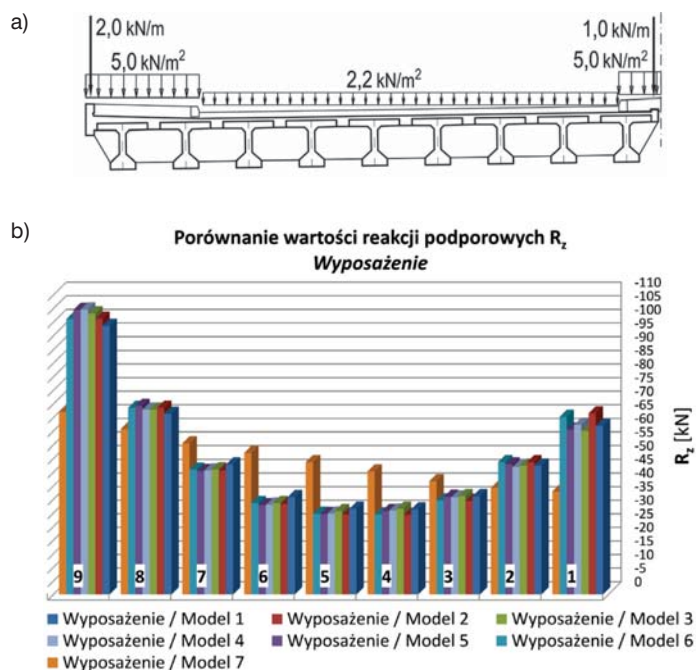 a)
2,0 kN/m
1,0 kN/m
5,0 kN/m²
2,2 kN/m²
5,0 kN/m²
b)
Porównanie wartości reakcji podporowych R_z
Wyposażenie
-110
-105
-100
-95
-90
-85
-80
-75
-70
-65
-60
-55
-50
-45
-40
-35
-30
-25
-20
-15
-10
-5
0
R_z [kN]
9 8 7 6 5 4 3 2 1
Wyposażenie / Model 1 Wyposażenie / Model 2 Wyposażenie / Model 3
Wyposażenie / Model 4 Wyposażenie / Model 5 Wyposażenie / Model 6
Wyposażenie / Model 7